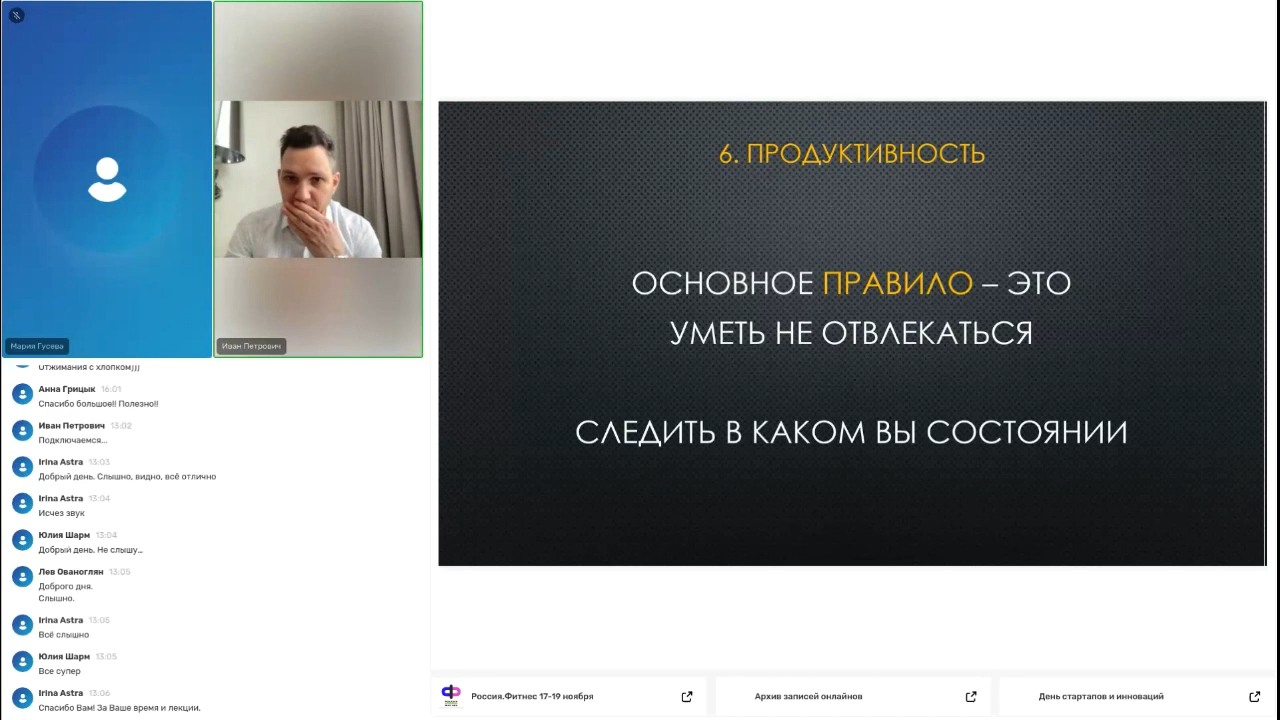 Мария Гусева
Иван Петрович
Отжимания с хлопком)))
Анна Грицык 16:01
Спасибо большое!! Полезно!!
Иван Петрович 13:02
Подключаемся...
Irina Astra 13:03
Добрый день. Слышно, видно, всё отлично
Irina Astra 13:04
Исчез звук
Юлия Шарм 13:04
Добрый день. Не слышу...
Лев Ованоглян 13:05
Доброго дня.
Слышно.
Irina Astra 13:05
Всё слышно
Юлия Шарм 13:05
Все супер
Irina Astra 13:06
Спасибо Вам! За Ваше время и лекции.
6. ПРОДУКТИВНОСТЬ
ОСНОВНОЕ ПРАВИЛО – ЭТО
УМЕТЬ НЕ ОТВЛЕКАТЬСЯ
СЛЕДИТЬ В КАКОМ ВЫ СОСТОЯНИИ
Россия.Фитнес 17-19 ноября
Архив записей онлайнов
День стартапов и инноваций